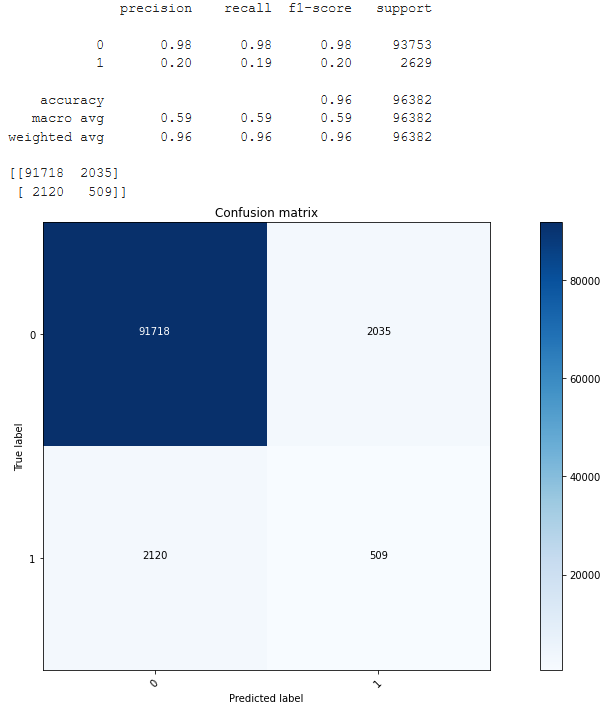 precision recall f1-score support
0 0.98 0.98 0.98 93753
1 0.20 0.19 0.20 2629
accuracy 0.96 96382
macro avg 0.59 0.59 0.59 96382
weighted avg 0.96 0.96 0.96 96382
[[91718 2035]
[ 2120 509]]
Confusion matrix
80000
91718 2035
0
60000
True label
40000
2120 509
1
20000
0 1
Predicted label